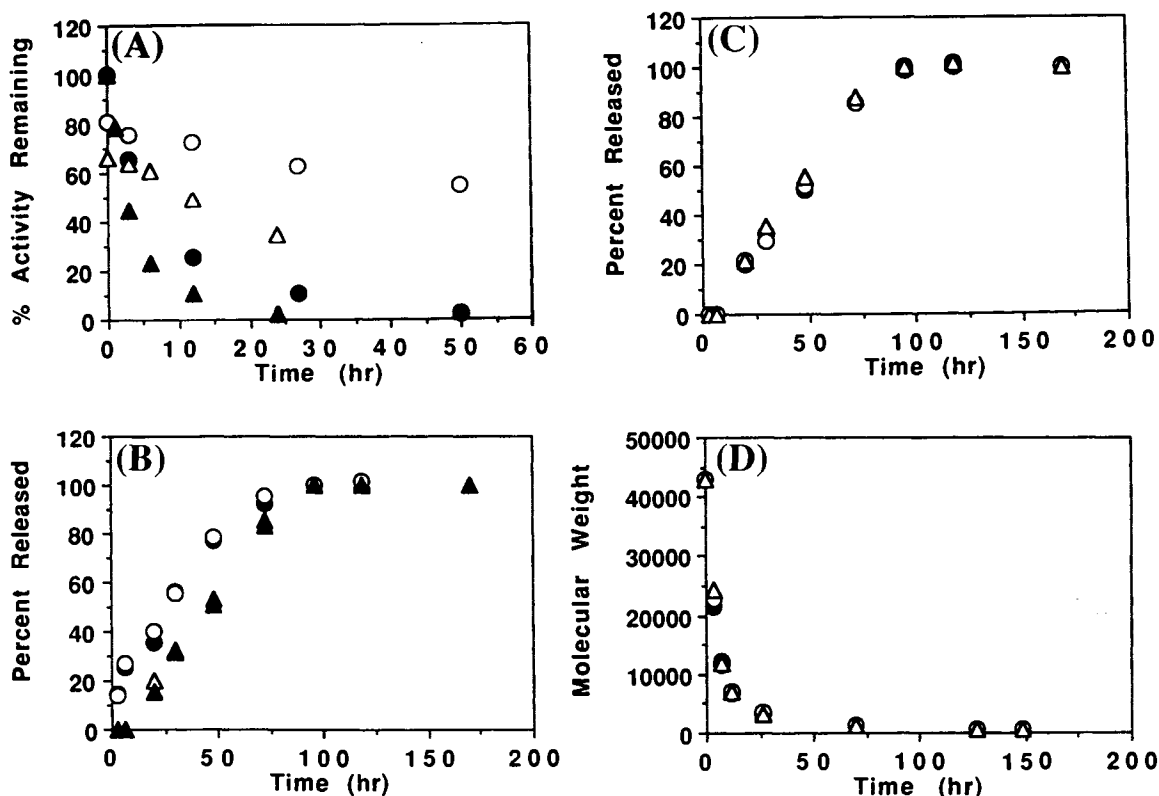 (A)
120
100
80
60
40
20
0
% Activity Remaining
0 10 20 30 40 50 60
Time (hr)
(C)
120
100
80
60
40
20
0
Percent Released
0 50 100 150 200
Time (hr)
(B)
120
100
80
60
40
20
0
Percent Released
0 50 100 150 200
Time (hr)
(D)
50000
40000
30000
20000
10000
0
Molecular Weight
0 50 100 150 200
Time (hr)